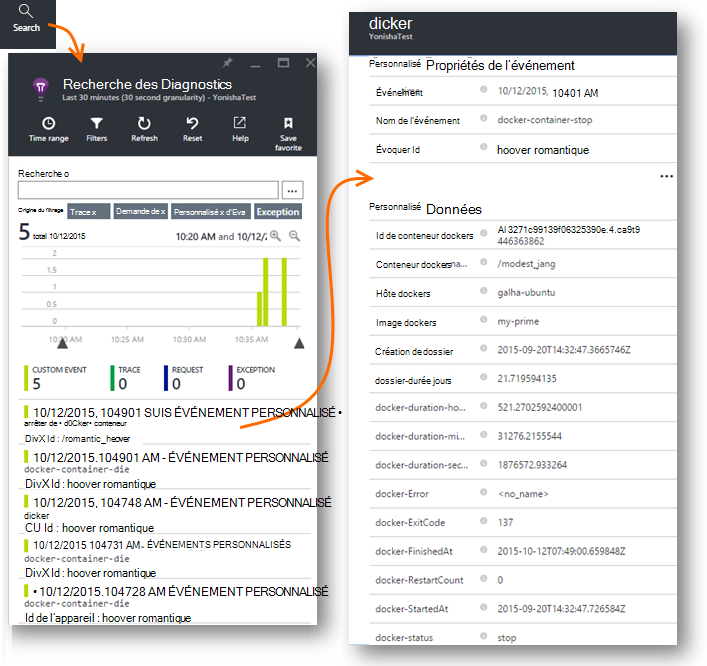 Search
Recherche des Diagnostics
Last 30 minutes (30 second granularity) - YonishaTest
Time range
Filters
Refresh
Reset
Help
Save favorite
Recherche o
...
Origine du filtrage
Trace x
Demande de x
Personnalisé x d'Eva
Exception
5 total 10/12/2015
10:20 AM and 10/12/:
2
1.5
1
0.5
0
10:20 AM
10:25 AM
10:30 AM
10:35 AM
CUSTOM EVENT
5
TRACE
0
REQUEST
0
EXCEPTION
0
10/12/2015, 104901 SUIS ÉVÉNEMENT PERSONNALISÉ •
arrêter de • d0Cker• conteneur
DivX Id : /romantic_heover
10/12/2015.104901 AM - ÉVÉNEMENT PERSONNALISÉ
docker-container-die
DivX Id : hoover romantique
10/12/2015, 104748 AM - ÉVÉNEMENT PERSONNALISÉ
dicker
CU Id : hoover romantique
10/12/2015 104731 AM - ÉVÉNEMENTS PERSONNALISÉS
docker-container-die
DivX Id : hoover romantique
• 10/12/2015.104728 AM ÉVÉNEMENT PERSONNALISÉ
docker-container-die
Id de l'appareil : hoover romantique
dicker
YonishaTest
Personnalisé Propriétés de l'événement
Événement 10/12/2015, 10401 AM
Nom de l'événement docker-container-stop
Évoquer Id hoover romantique
...
Personnalisé Données
Id de conteneur dockers AI3271c99139f06325390e.4.ca9t9
446363862
Conteneur dockersna... /modest_jang
Hôte dockers galha-ubuntu
Image dockers my-prime
Création de dossier 2015-09-20T14:32:47.3665746Z
dossier-durée jours 21.719594135
docker-duration-ho... 521.2702592400001
docker-duration-mi... 31276.2155544
docker-duration-sec... 1876572.933264
docker-Error <no_name>
docker-ExitCode 137
docker-FinishedAt 2015-10-12T07:49:00.659848Z
docker-RestartCount 0
docker-StartedAt 2015-09-20T14:32:47.726584Z
docker-status stop